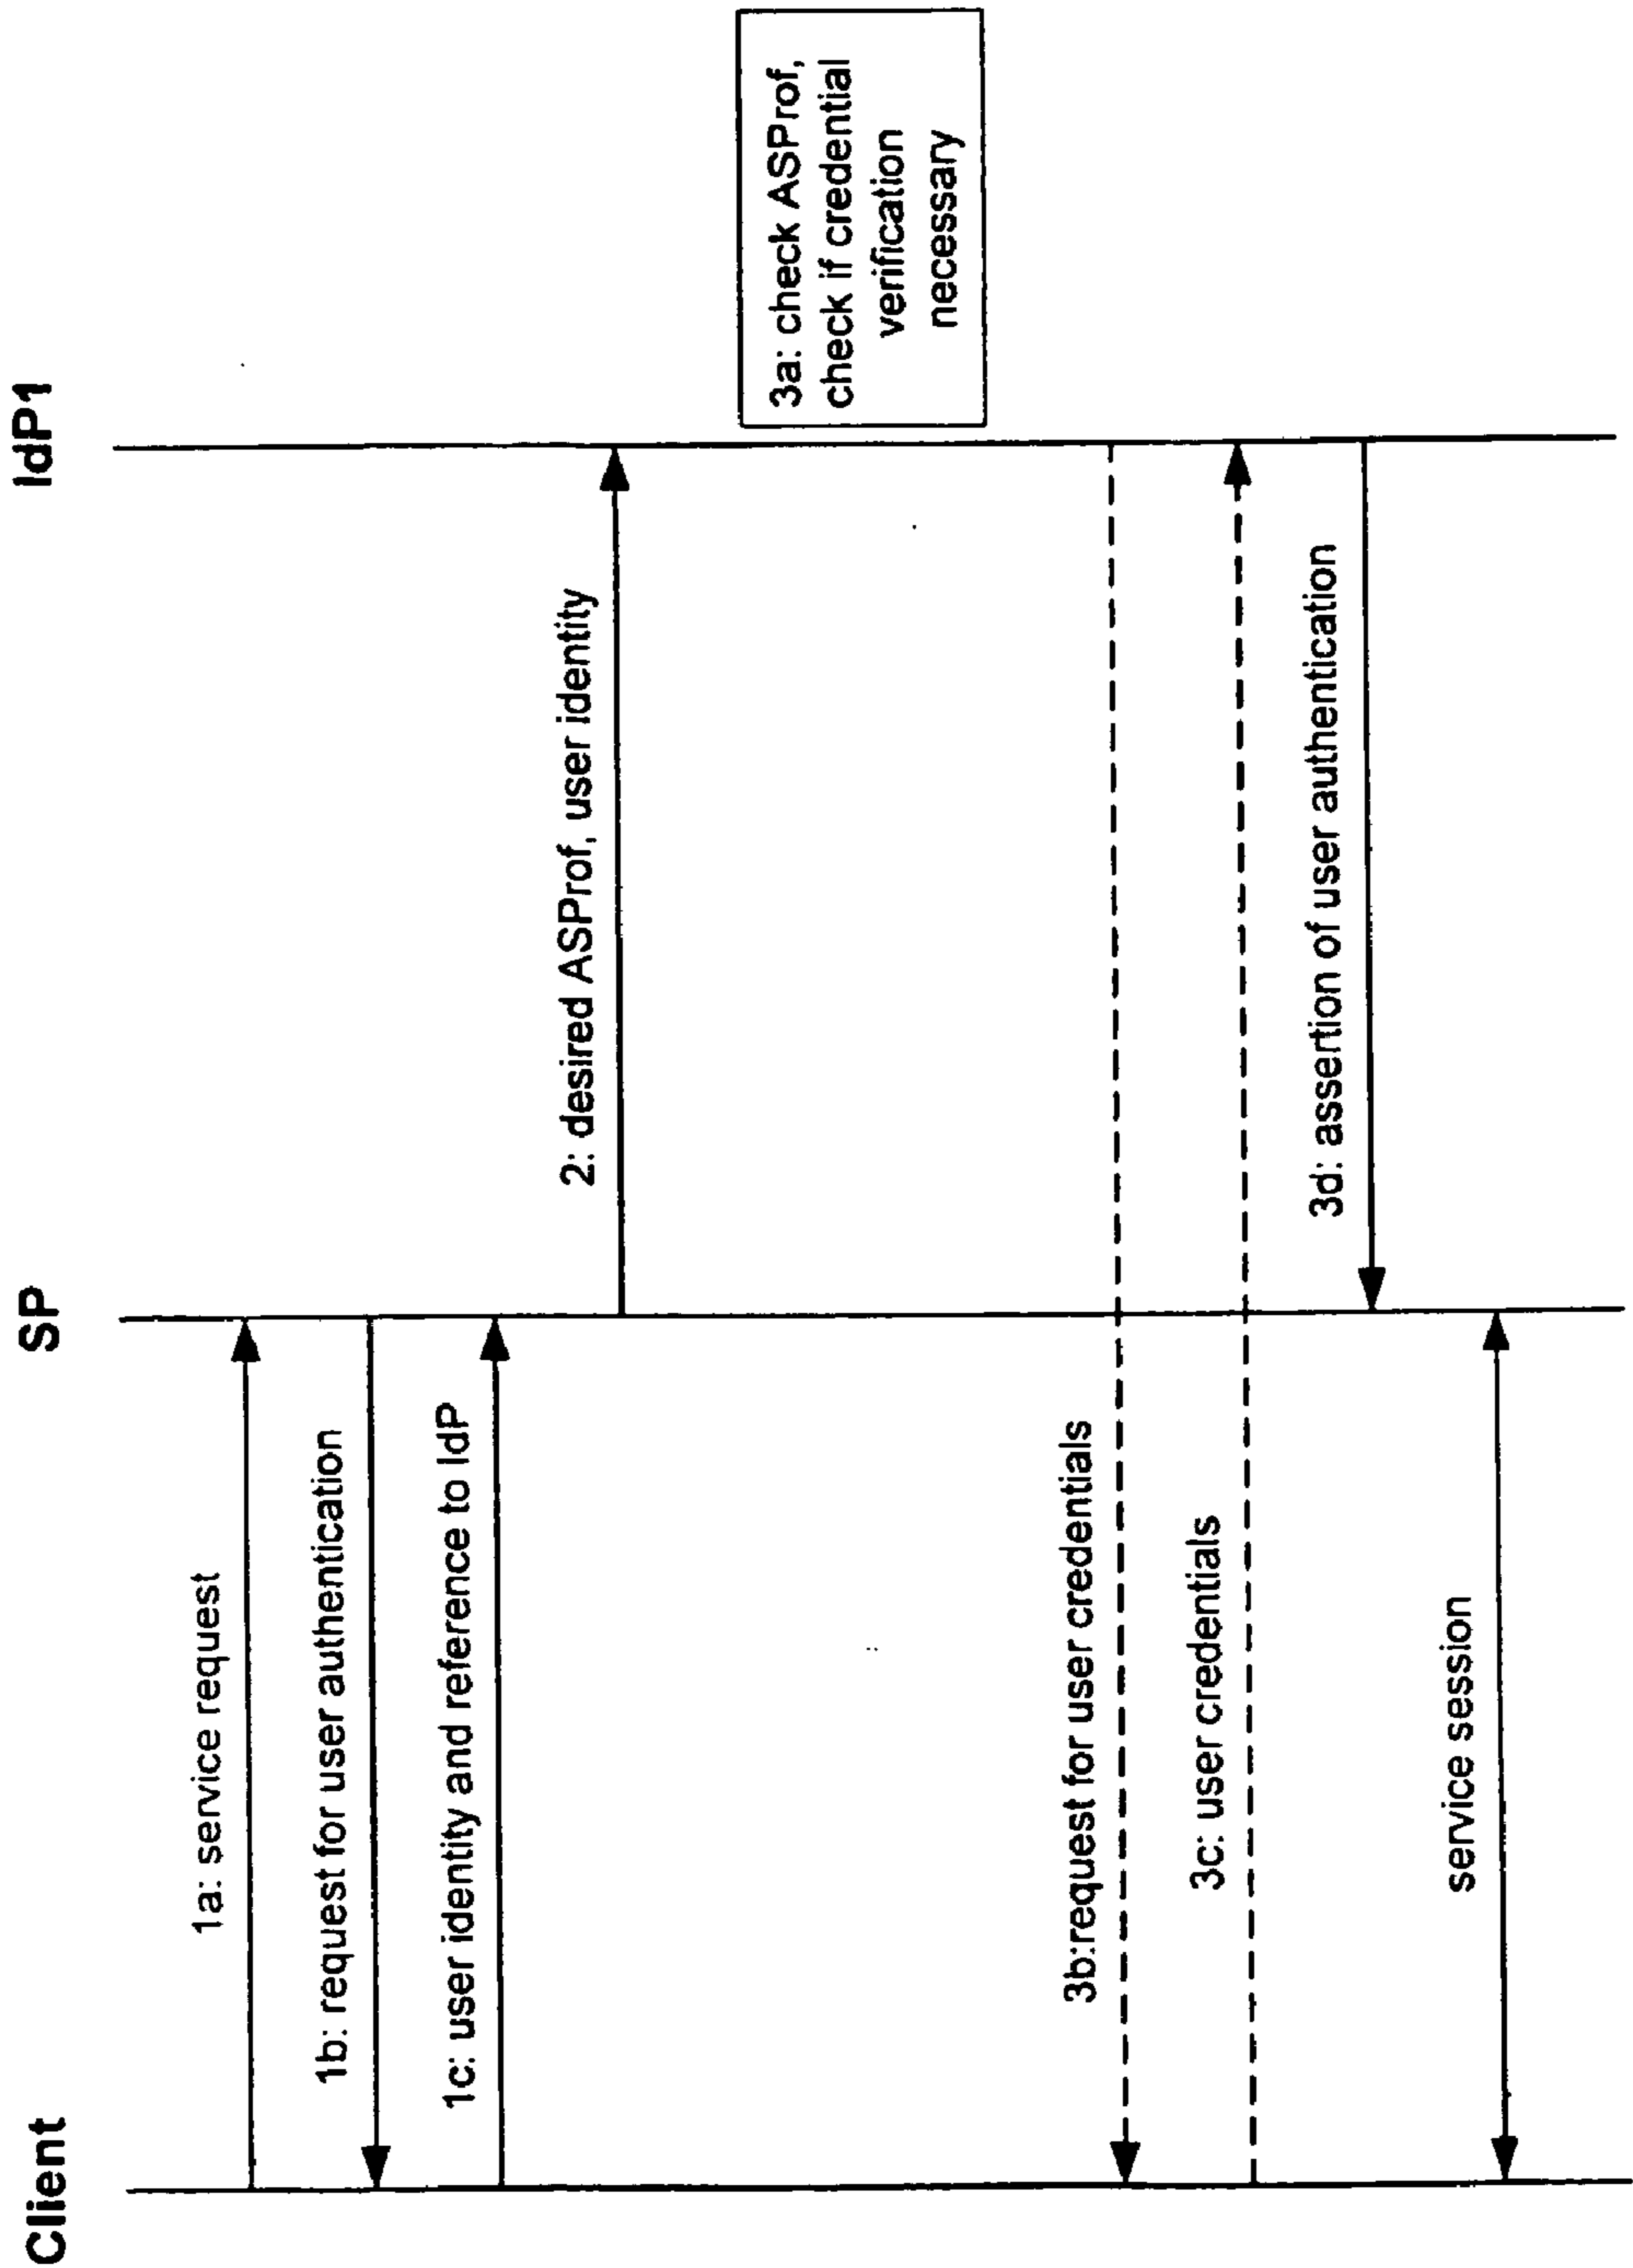 Client
SP
IdP1
1a: service request
1b: request for user authentication
1c: user identity and reference to IdP
2: desired ASProf, user identity
3a: check ASProf,
check if credential
verification
necessary
3b:request for user credentials
3c: user credentials
3d: assertion of user authentication
service session